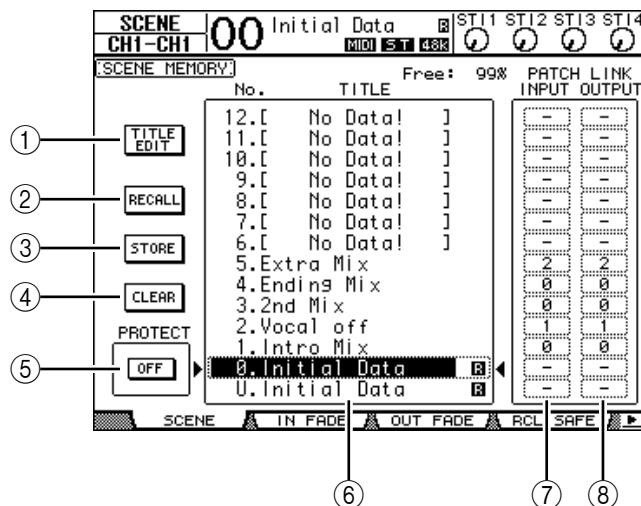 SCENE
CH1-CH1
00
Initial Data R
MIDI ST 48k
STI1 STI2 STI3 STI4
SCENE MEMORY
Free: 99%
PATCH LINK
No. TITLE
INPUT OUTPUT
12.[ No Data! ] - -
11.[ No Data! ] - -
10.[ No Data! ] - -
9.[ No Data! ] - -
8.[ No Data! ] - -
7.[ No Data! ] - -
6.[ No Data! ] - -
5.Extra Mix 2 2
4.Ending Mix 0 0
3.2nd Mix 0 0
2.Vocal off 1 1
1.Intro Mix 0 0
0.Initial Data R - -
U.Initial Data R - -
1
TITLE
EDIT
2
RECALL
3
STORE
4
CLEAR
PROTECT
5
OFF
SCENE
IN FADE
OUT FADE
RCL SAFE
6
7
8